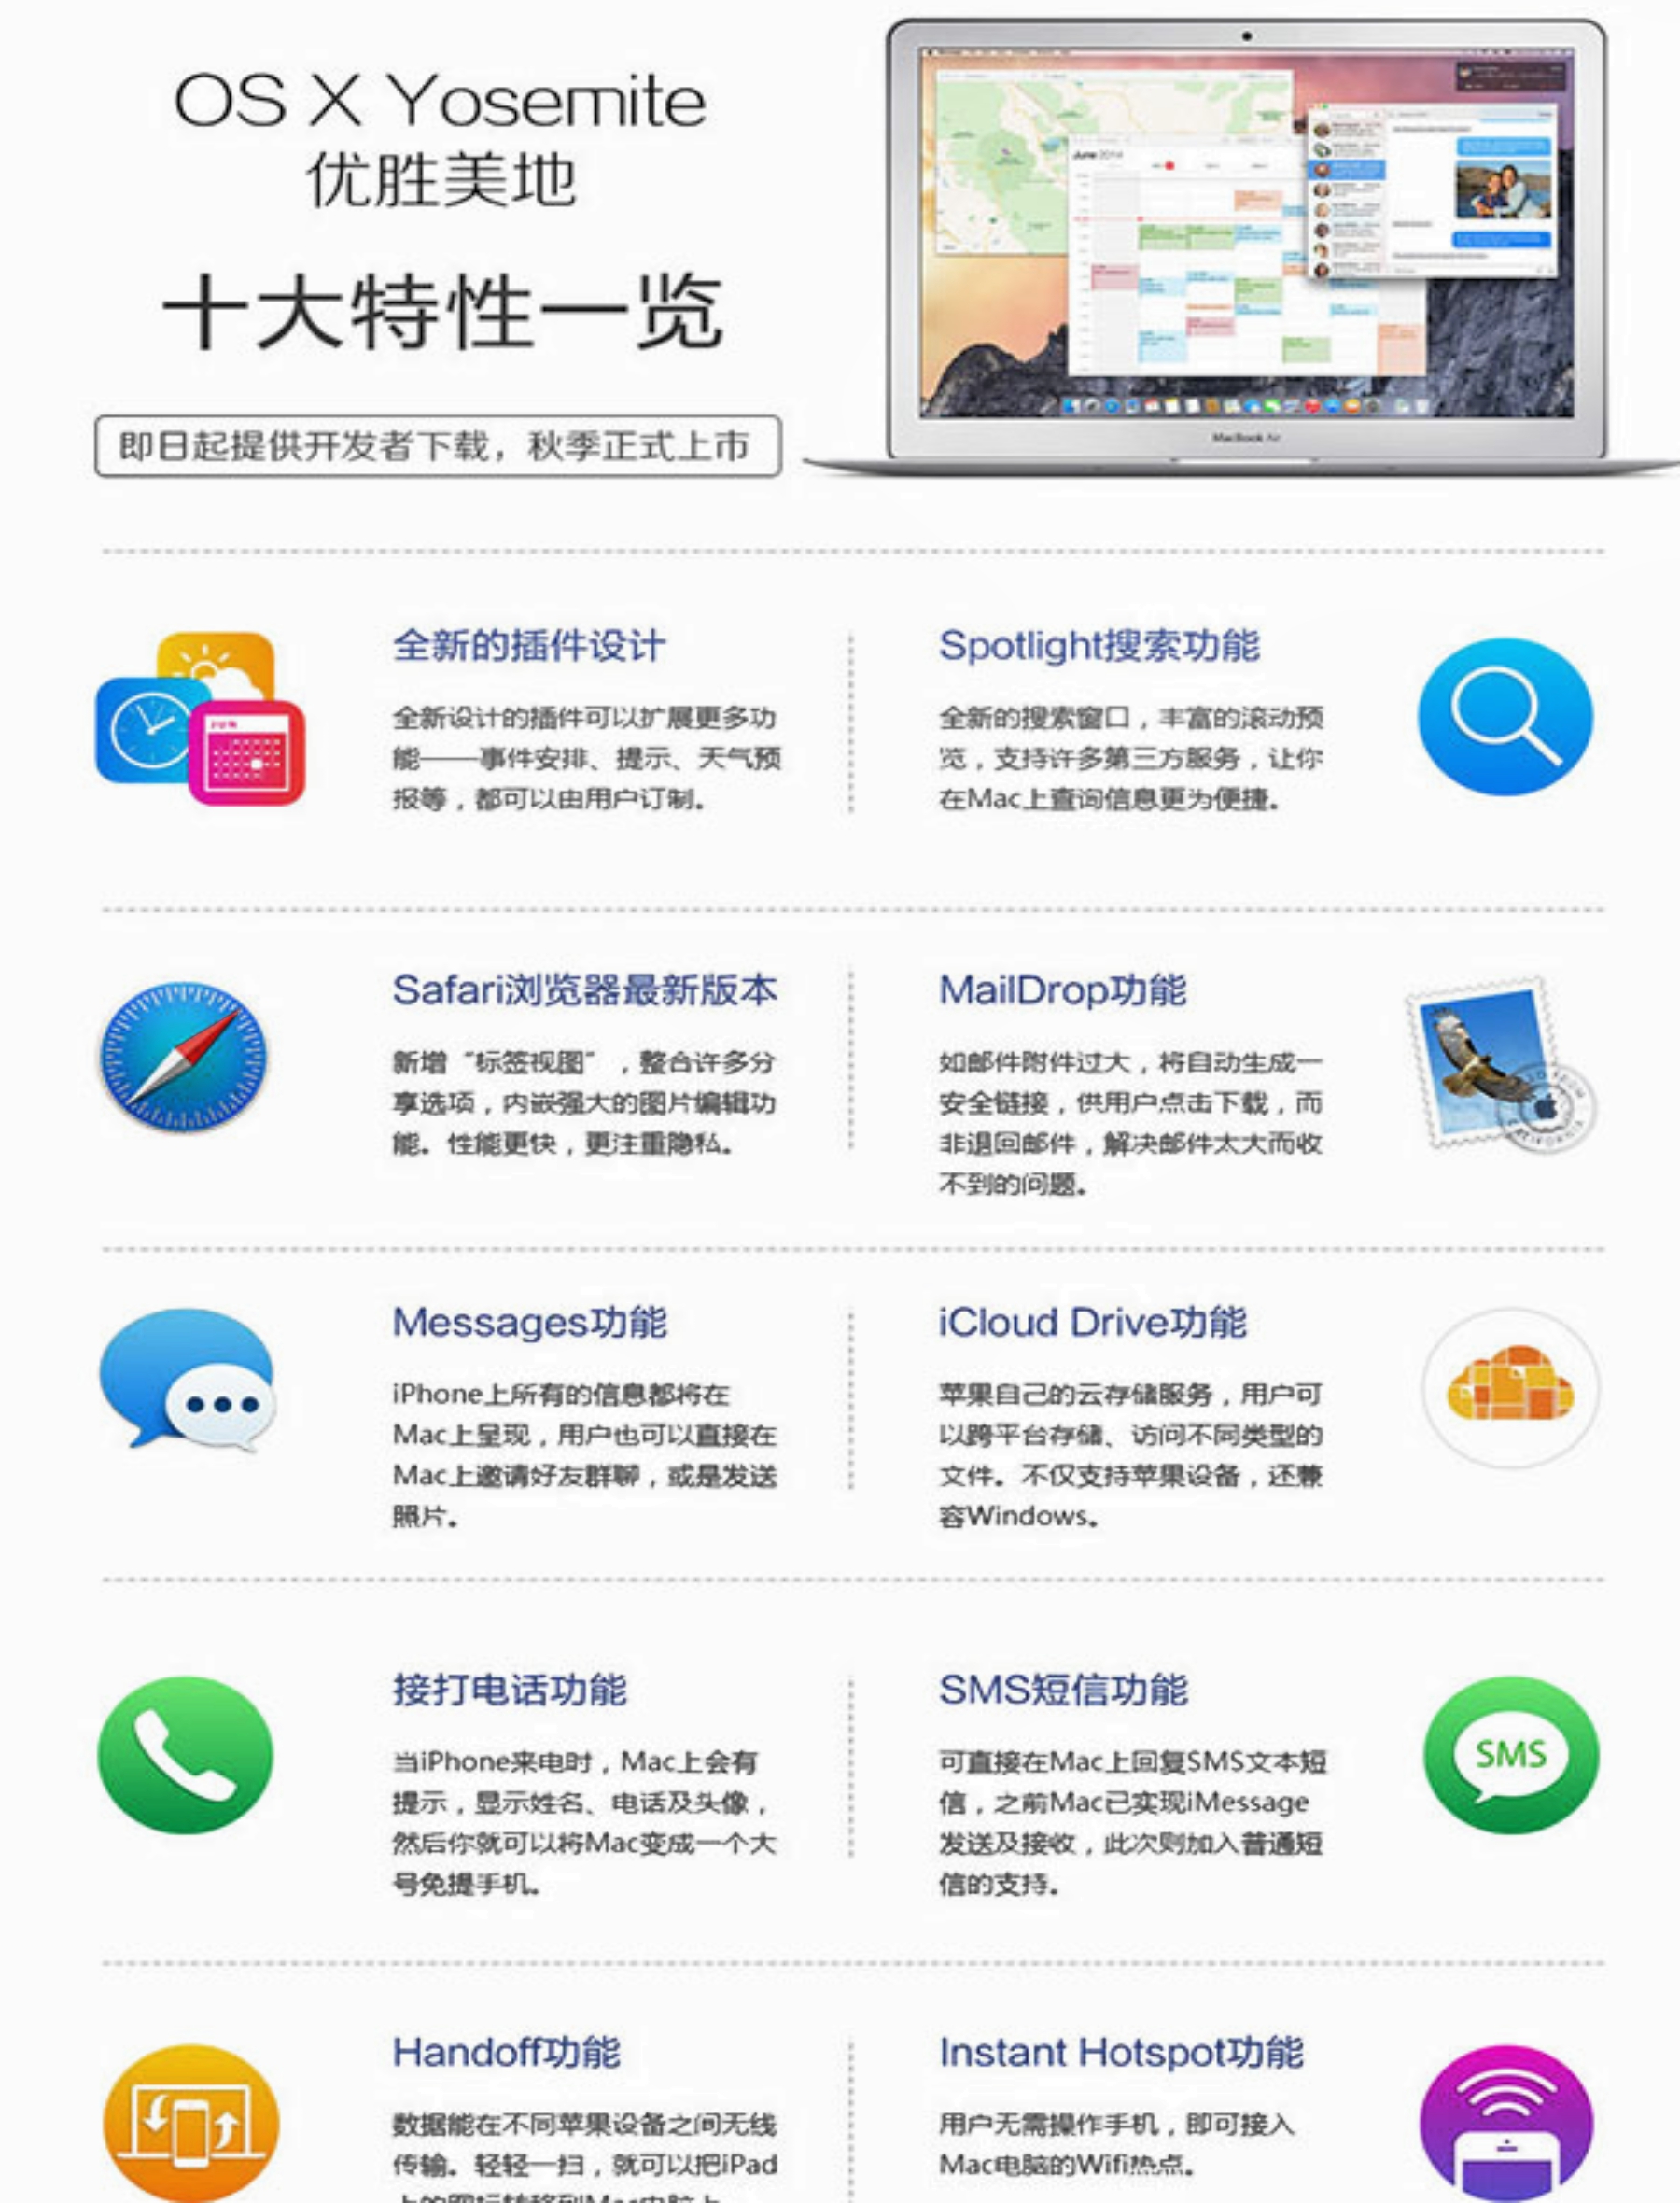 OS X Yosemite
优胜美地
十大特性一览
即日起提供开发者下载，秋季正式上市
June 2014
MacBook Air
全新的插件设计
全新设计的插件可以扩展更多功
能——事件安排、提示、天气预
报等，都可以由用户订制。
Spotlight搜索功能
全新的搜索窗口，丰富的滚动预
览，支持许多第三方服务，让你
在Mac上查询信息更为便捷。
Safari浏览器最新版本
新增“标签视图”，整合许多分
享选项，内嵌强大的图片编辑功
能。性能更快，更注重隐私。
MailDrop功能
如邮件附件过大，将自动生成一
安全链接，供用户点击下载，而
非退回邮件，解决邮件太大而收
不到的问题。
CALIFORNIA
Messages功能
iPhone上所有的信息都将在
Mac上呈现，用户也可以直接在
Mac上邀请好友群聊，或是发送
照片。
iCloud Drive功能
苹果自己的云存储服务，用户可
以跨平台存储、访问不同类型的
文件。不仅支持苹果设备，还兼
容Windows。
接打电话功能
当iPhone来电时，Mac上会有
提示，显示姓名、电话及头像，
然后你就可以将Mac变成一个大
号免提手机。
SMS短信功能
可直接在Mac上回复SMS文本短
信，之前Mac已实现iMessage
发送及接收，此次则加入普通短
信的支持。
SMS
Handoff功能
数据能在不同苹果设备之间无线
传输。轻轻一扫，就可以把iPad
上的图标转移到Mac电脑上
Instant Hotspot功能
用户无需操作手机，即可接入
Mac电脑的Wifi热点。